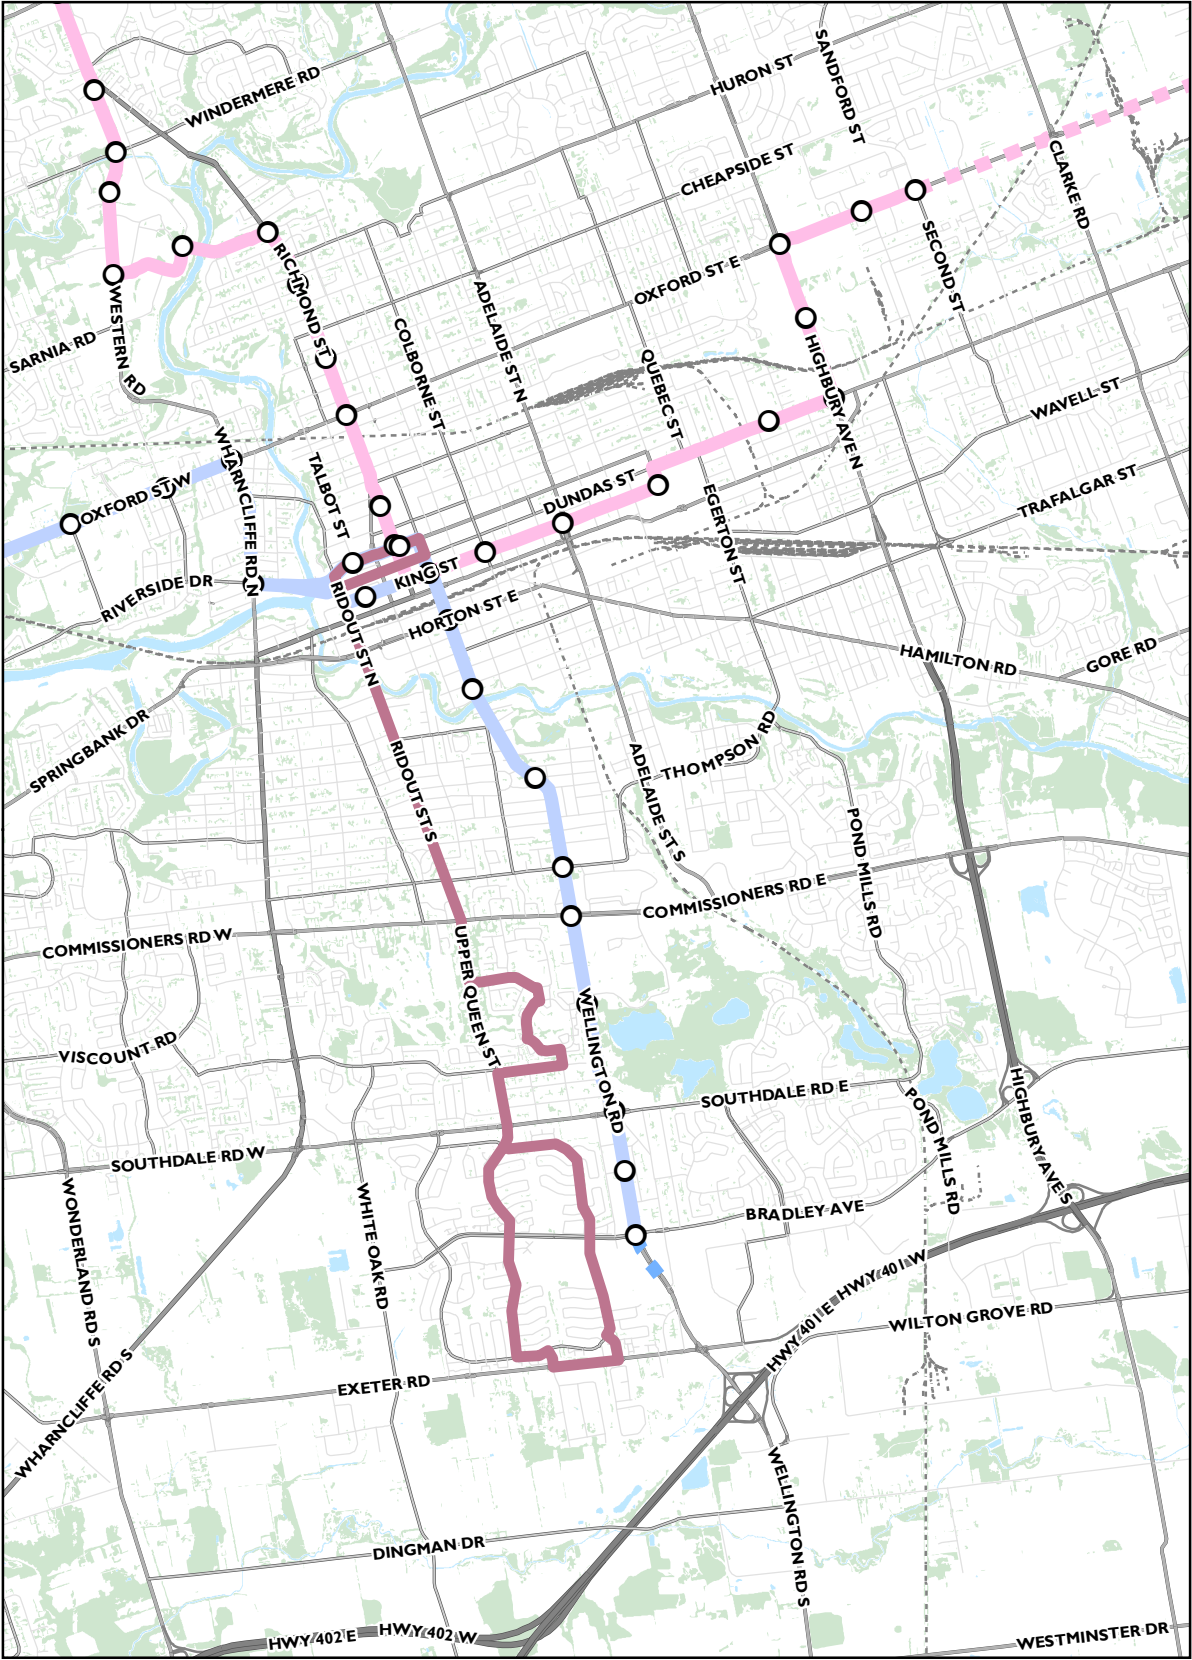 SANDFORD ST
HURON ST
WINDERMERE RD
CHEAPSIDE ST
CLARKE RD
SECOND ST
RICHMOND ST
OXFORD ST E
ADELAIDE ST N
WESTERN RD
SARNIA RD
COLBORNE ST
QUEBEC ST
HIGHBURY AVE N
WAVELL ST
WHARNCLIFFE RD N
TALBOT ST
OXFORD ST W
DUNDAS ST
EGERTON ST
TRAFALGAR ST
KING ST
RIVERSIDE DR
RIDOUT ST N
HORTON ST E
HAMILTON RD
GORE RD
SPRINGBANK DR
THOMPSON RD
RIDOUT ST S
ADELAIDE ST S
POND MILLS RD
COMMISSIONERS RD E
COMMISSIONERS RD W
UPPER QUEEN ST
WELLINGTON RD
VISCOUNT RD
SOUTHDALE RD E
POND MILLS RD
HIGHBURY AVE S
SOUTHDALE RD W
WONDERLAND RD S
WHITE OAK RD
BRADLEY AVE
HWY 401 W
HWY 401 E
WILTON GROVE RD
WHARNCLIFFE RD S
EXETER RD
WELLINGTON RD S
DINGMAN DR
HWY 402 E
HWY 402 W
WESTMINSTER DR